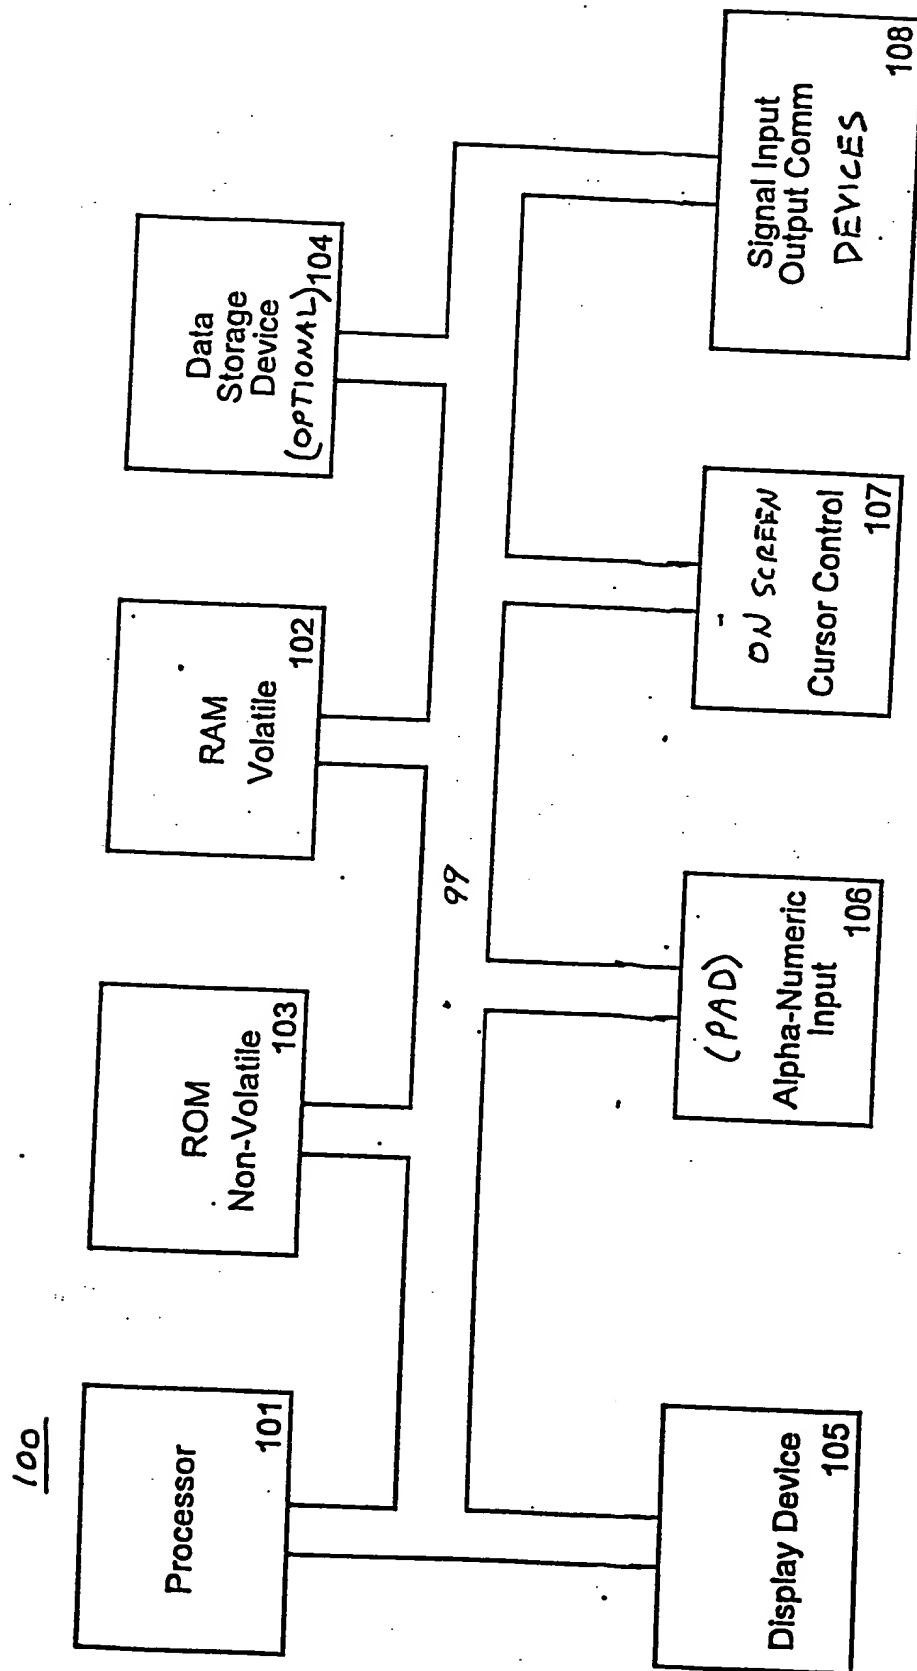 100
Processor
101
ROM
Non-Volatile
103
RAM
Volatile
102
Data
Storage
Device
(OPTIONAL) 104
99
Display Device
105
(PAD)
Alpha-Numeric
Input
106
ON SCREEN
Cursor Control
107
Signal Input
Output Comm
DEVICES
108